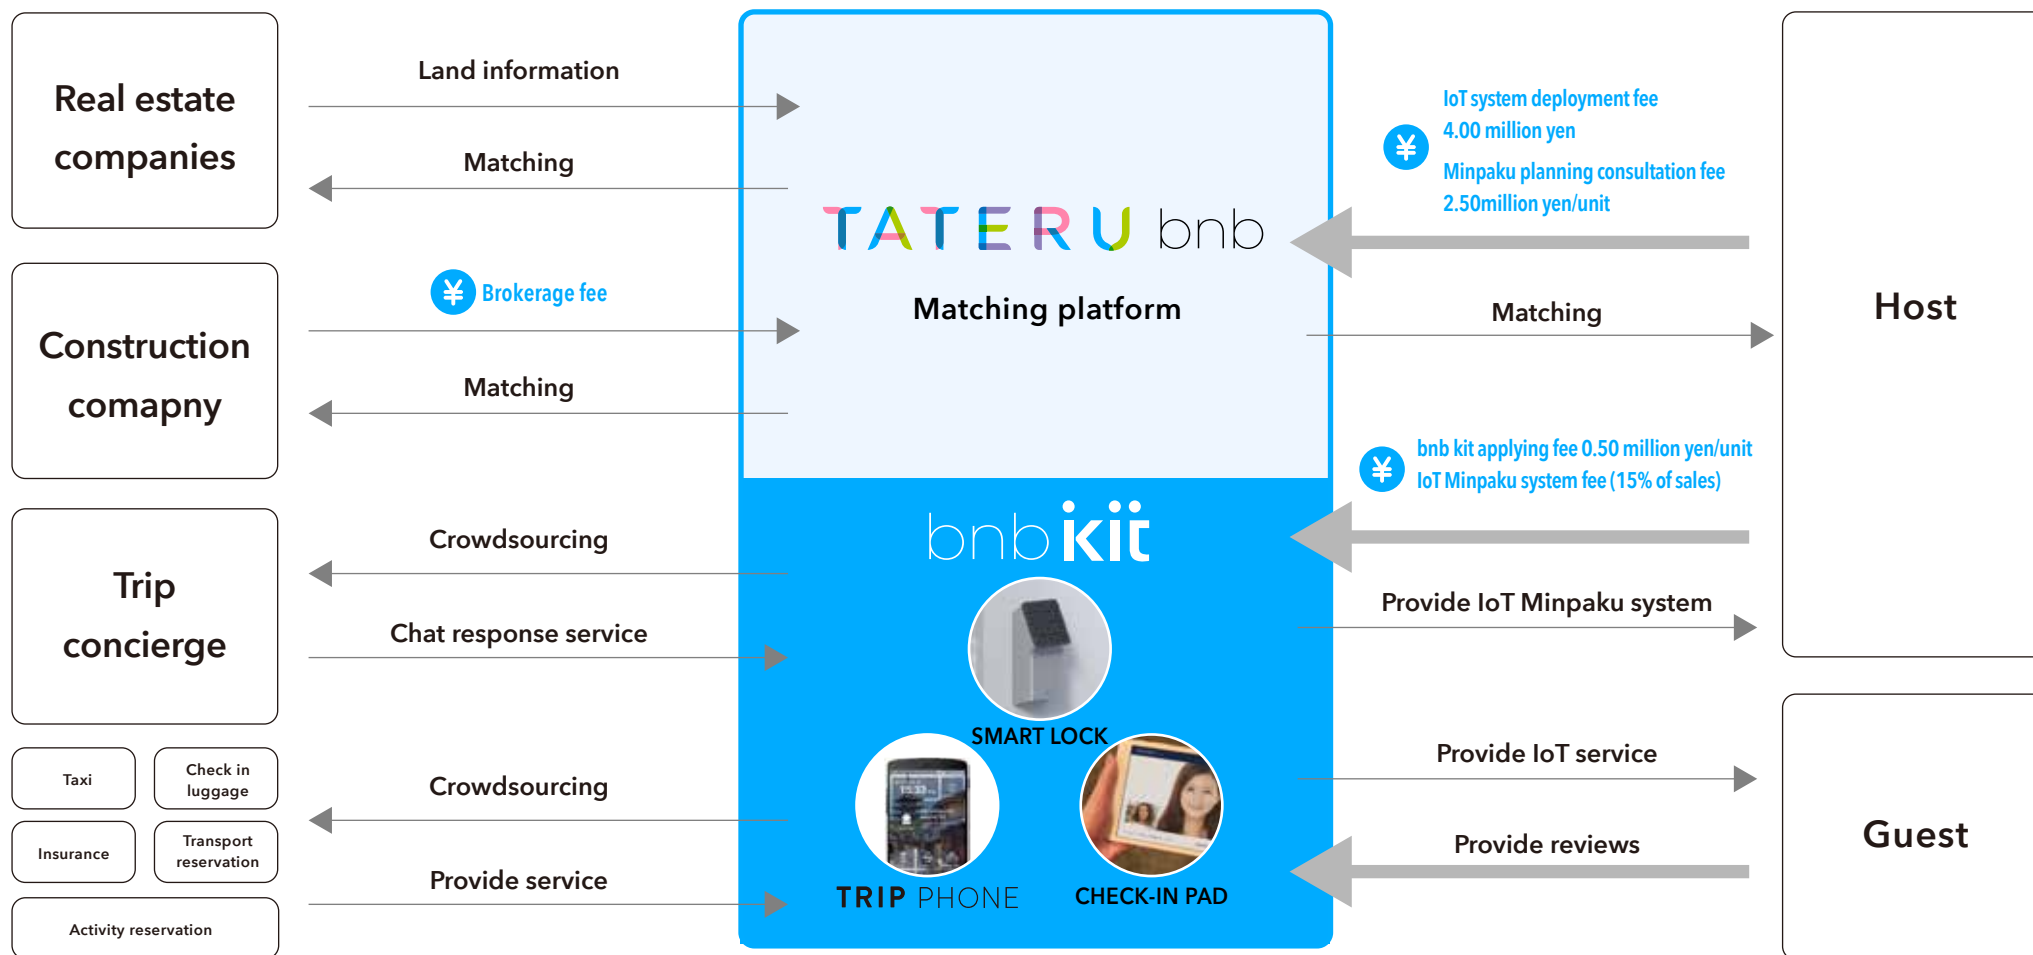 Real estate
companies
Land information
Matching
Construction
comapny
¥ Brokerage fee
Matching
Trip
concierge
Crowdsourcing
Chat response service
Taxi
Check in
luggage
Insurance
Transport
reservation
Activity reservation
Crowdsourcing
Provide service
TATERU bnb
Matching platform
bnb kit
SMART LOCK
TRIP PHONE
CHECK-IN PAD
¥
IoT system deployment fee
4.00 million yen
Minpaku planning consultation fee
2.50million yen/unit
Matching
¥
bnb kit applying fee 0.50 million yen/unit
IoT Minpaku system fee (15% of sales)
Provide IoT Minpaku system
Host
Provide IoT service
Provide reviews
Guest